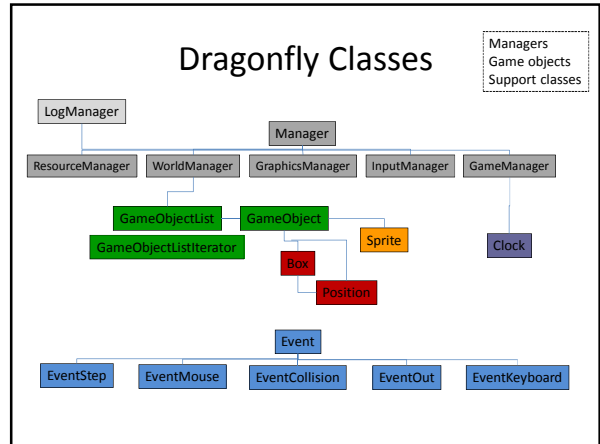 Dragonfly Classes
Managers
Game objects
Support classes
LogManager
Manager
ResourceManager
WorldManager
GraphicsManager
InputManager
GameManager
GameObjectList
GameObject
GameObjectListIterator
Sprite
Clock
Box
Position
Event
EventStep
EventMouse
EventCollision
EventOut
EventKeyboard